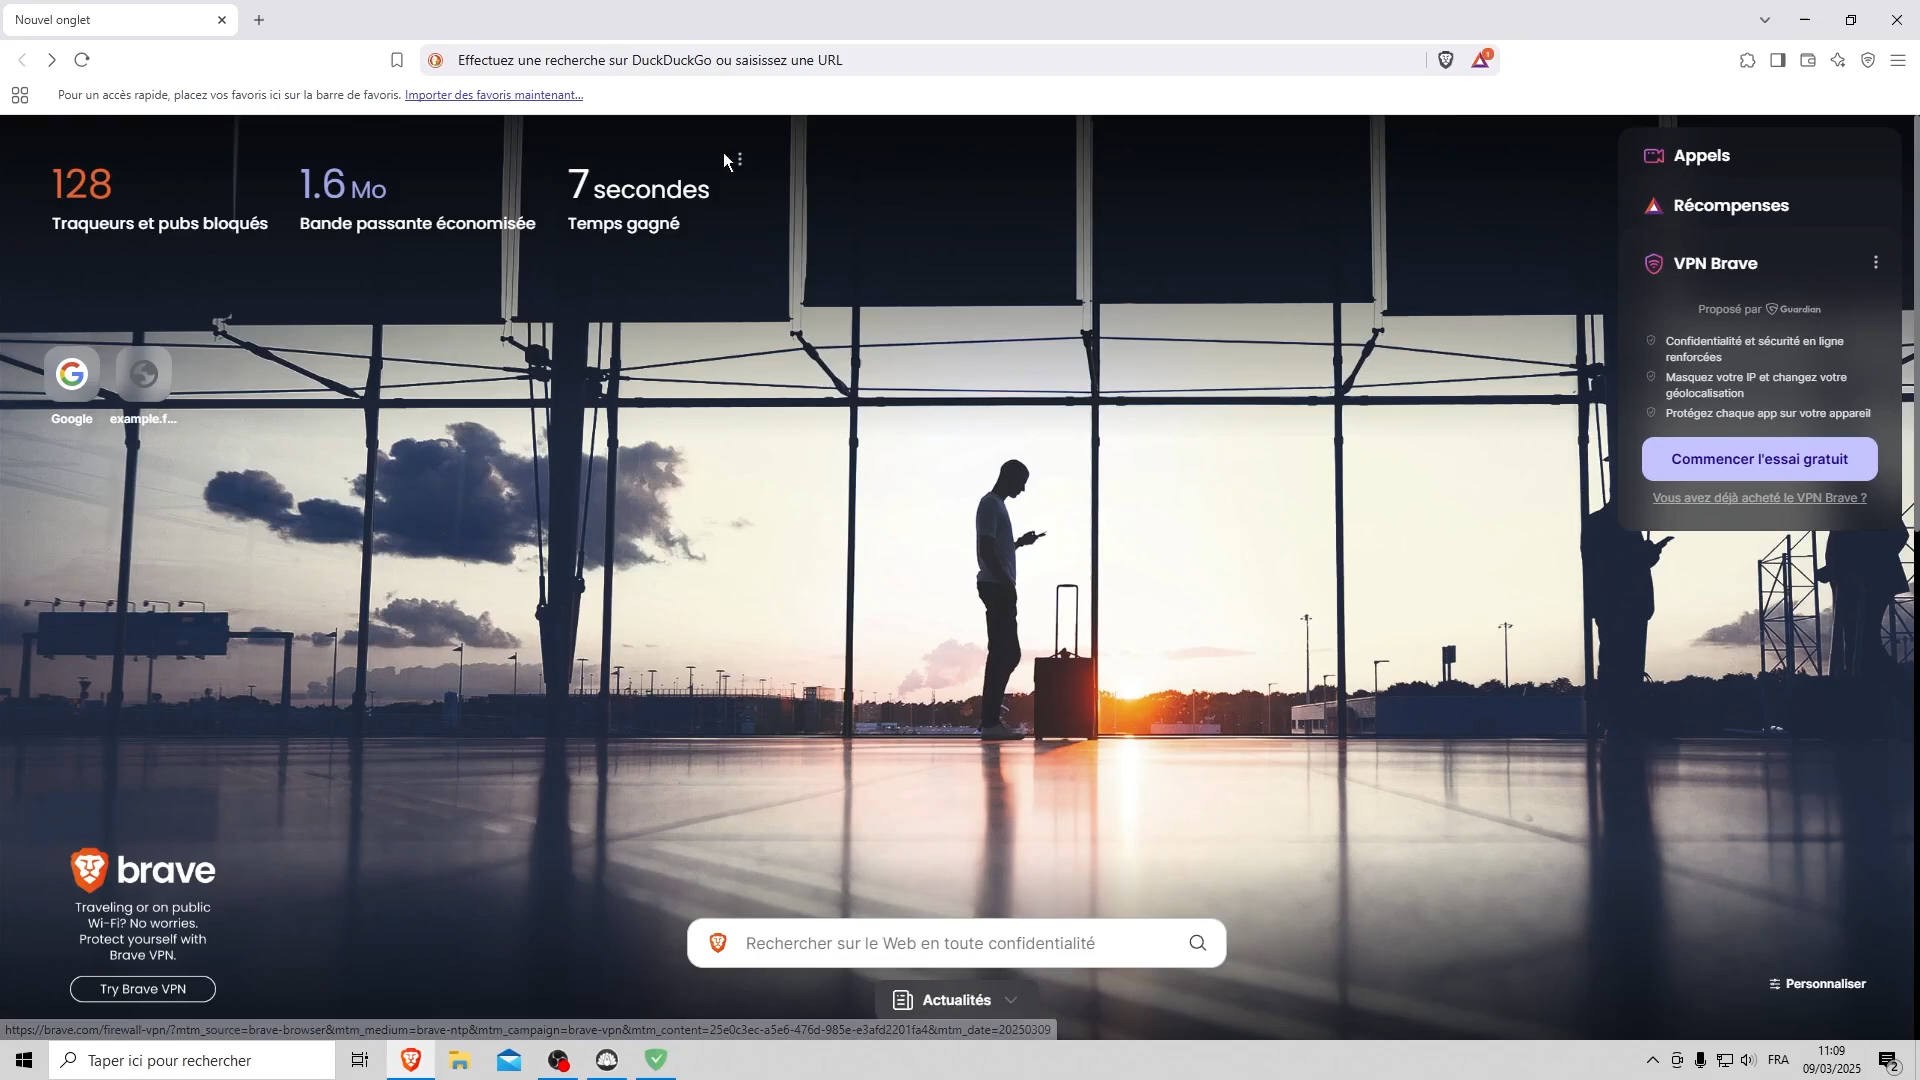 Nouvel onglet
Effectuez une recherche sur DuckDuckGo ou saisissez une URL
1
Pour un accès rapide, placez vos favoris ici sur la barre de favoris. Importer des favoris maintenant...
128
Traqueurs et pubs bloqués
1.6 Mo
Bande passante économisée
7 secondes
Temps gagné
Appels
Récompenses
VPN Brave
Proposé par Guardian
Confidentialité et sécurité en ligne
renforcées
Masquez votre IP et changez votre
géolocalisation
Protégez chaque app sur votre appareil
Commencer l'essai gratuit
Vous avez déjà acheté le VPN Brave ?
Google
example.f...
brave
Traveling or on public
Wi-Fi? No worries.
Protect yourself with
Brave VPN.
Try Brave VPN
Rechercher sur le Web en toute confidentialité
Actualités
Personnaliser
https://brave.com/firewall-vpn/?mtm_source=brave-browser&mtm_medium=brave-ntp&mtm_campaign=brave-vpn&mtm_content=25e0c3ec-a5e6-476d-985e-e3afd2201fa4&mtm_date=20250309
Taper ici pour rechercher
FRA
11:09
09/03/2025
2